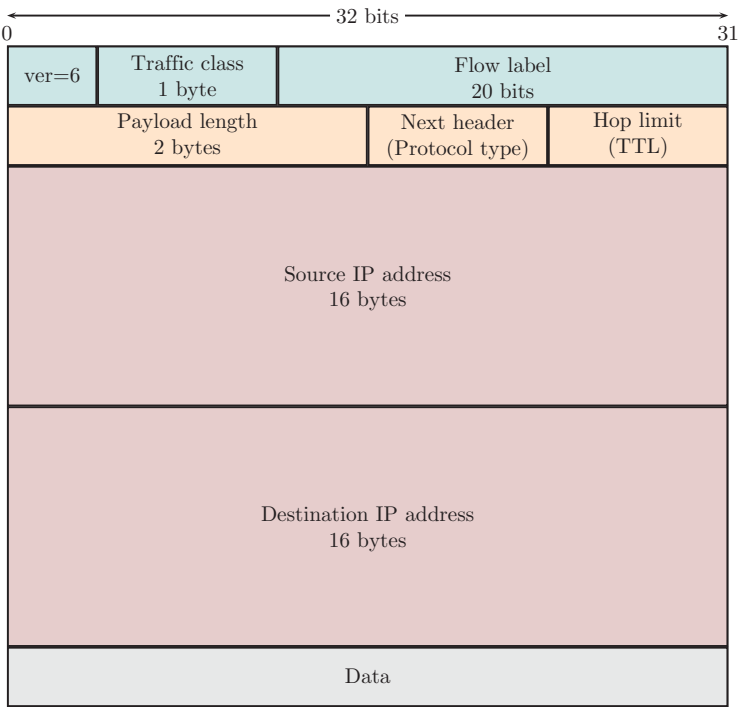 32 bits
0
31
ver=6
Traffic class
1 byte
Flow label
20 bits
Payload length
2 bytes
Next header
(Protocol type)
Hop limit
(TTL)
Source IP address
16 bytes
Destination IP address
16 bytes
Data